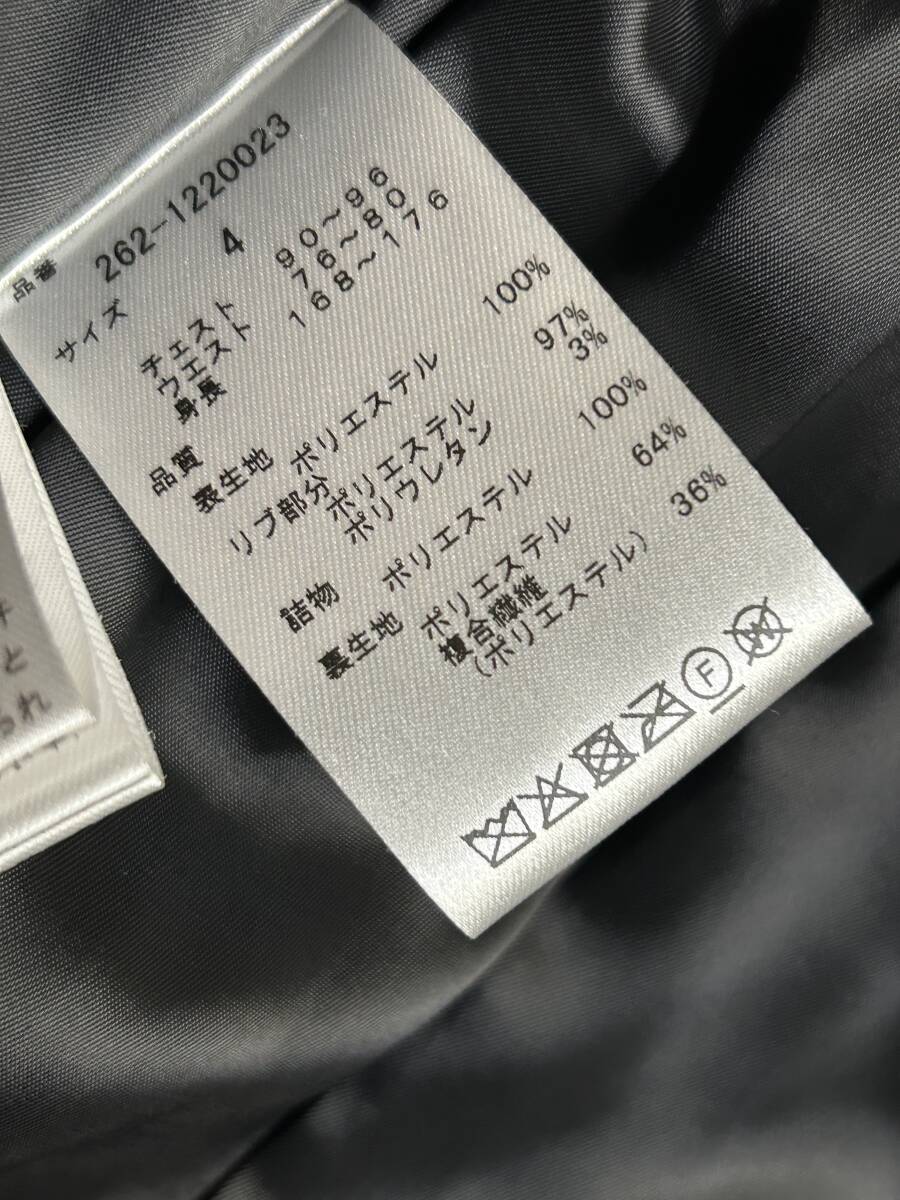 品番 262-1220023
サイズ 4
チェスト 90～96
ウエスト 76～80
身長 168～176
品質
表生地 ポリエステル 100%
リブ部分
ポリエステル 97%
ポリウレタン 3%
詰物 ポリエステル 100%
裏生地 ポリエステル 64%
複合繊維 36%
(ポリエステル)
F
W
と
られ